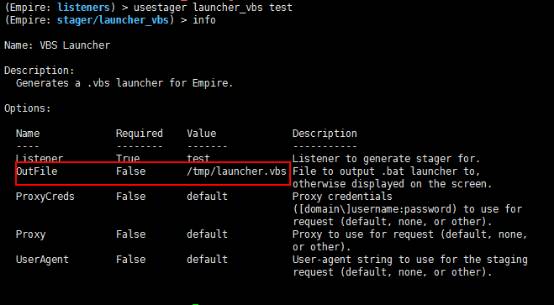 (Empire: listeners) > usestager launcher_vbs test
(Empire: stager/launcher_vbs) > info
Name: VBS Launcher
Description:
Generates a .vbs launcher for Empire.
Options:
Name Required Value Description
---- -------- ------- -----------
Listener True test Listener to generate stager for.
OutFile False /tmp/launcher.vbs File to output .bat launcher to,
otherwise displayed on the screen.
ProxyCreds False default Proxy credentials
([domain\]username:password) to use for
request (default, none, or other).
Proxy False default Proxy to use for request (default, none,
or other).
UserAgent False default User-agent string to use for the staging
request (default, none, or other).